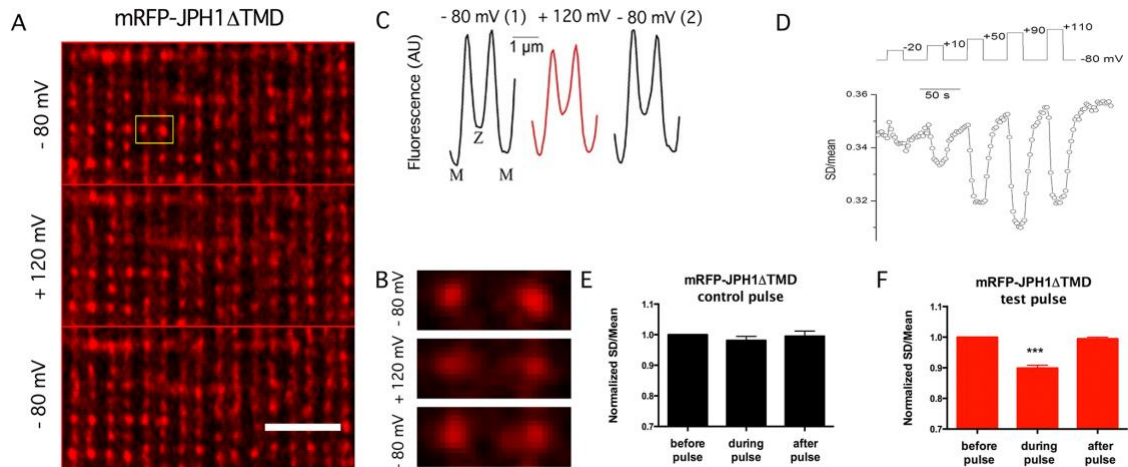 A
mRFP-JPH1ΔTMD
- 80 mV
+ 120 mV
- 80 mV
B
- 80 mV
+ 120 mV
- 80 mV
C
- 80 mV (1) + 120 mV - 80 mV (2)
1 µm
Fluorescence (AU)
Z
M M
D
-20 +10 +50 +90 +110
-80 mV
50 s
SD/mean
0.36
0.34
0.32
E
mRFP-JPH1ΔTMD
control pulse
Normalized SD/Mean
1.1
1.0
0.9
0.8
0.7
before pulse
during pulse
after pulse
F
mRFP-JPH1ΔTMD
test pulse
Normalized SD/Mean
1.1
1.0
0.9
0.8
0.7
***
before pulse
during pulse
after pulse